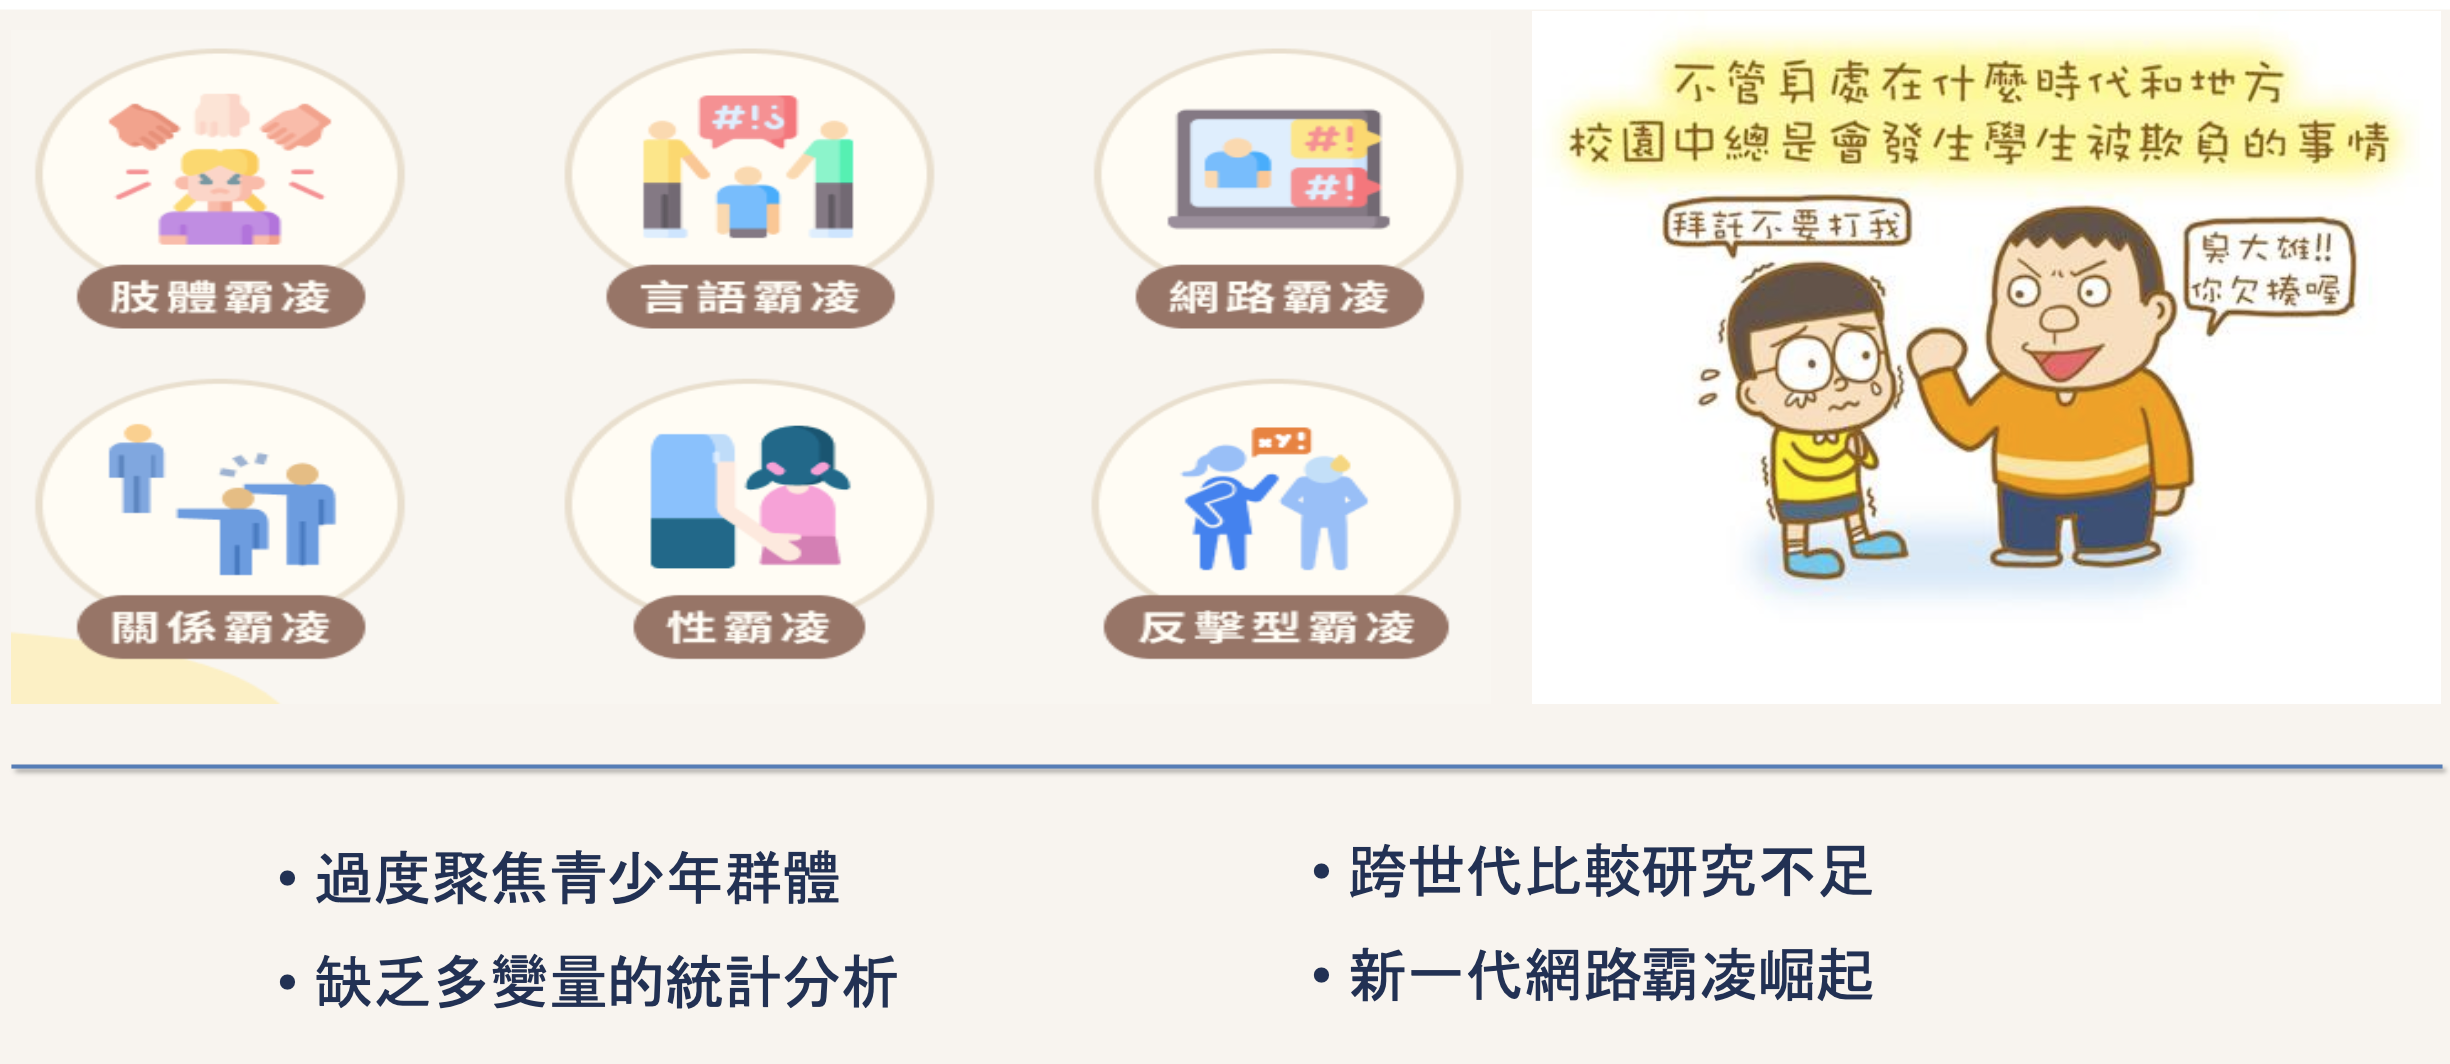 #!?
#!
#!
肢體霸凌
言語霸凌
網路霸凌
xy!
關係霸凌
性霸凌
反擊型霸凌
不管身處在什麼時代和地方
校園中總是會發生學生被欺負的事情
拜託不要打我
臭大雄!!
你欠揍喔
• 過度聚焦青少年群體
• 缺乏多變量的統計分析
• 跨世代比較研究不足
• 新一代網路霸凌崛起